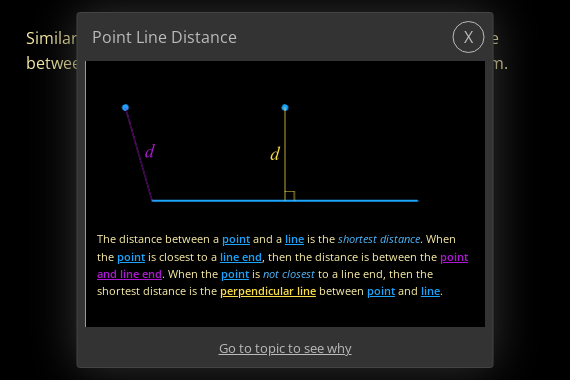 Similar
e
betwee
m.
Point Line Distance
X
d
d
The distance between a point and a line is the shortest distance. When
the point is closest to a line end, then the distance is between the point
and line end. When the point is not closest to a line end, then the
shortest distance is the perpendicular line between point and line.
Go to topic to see why